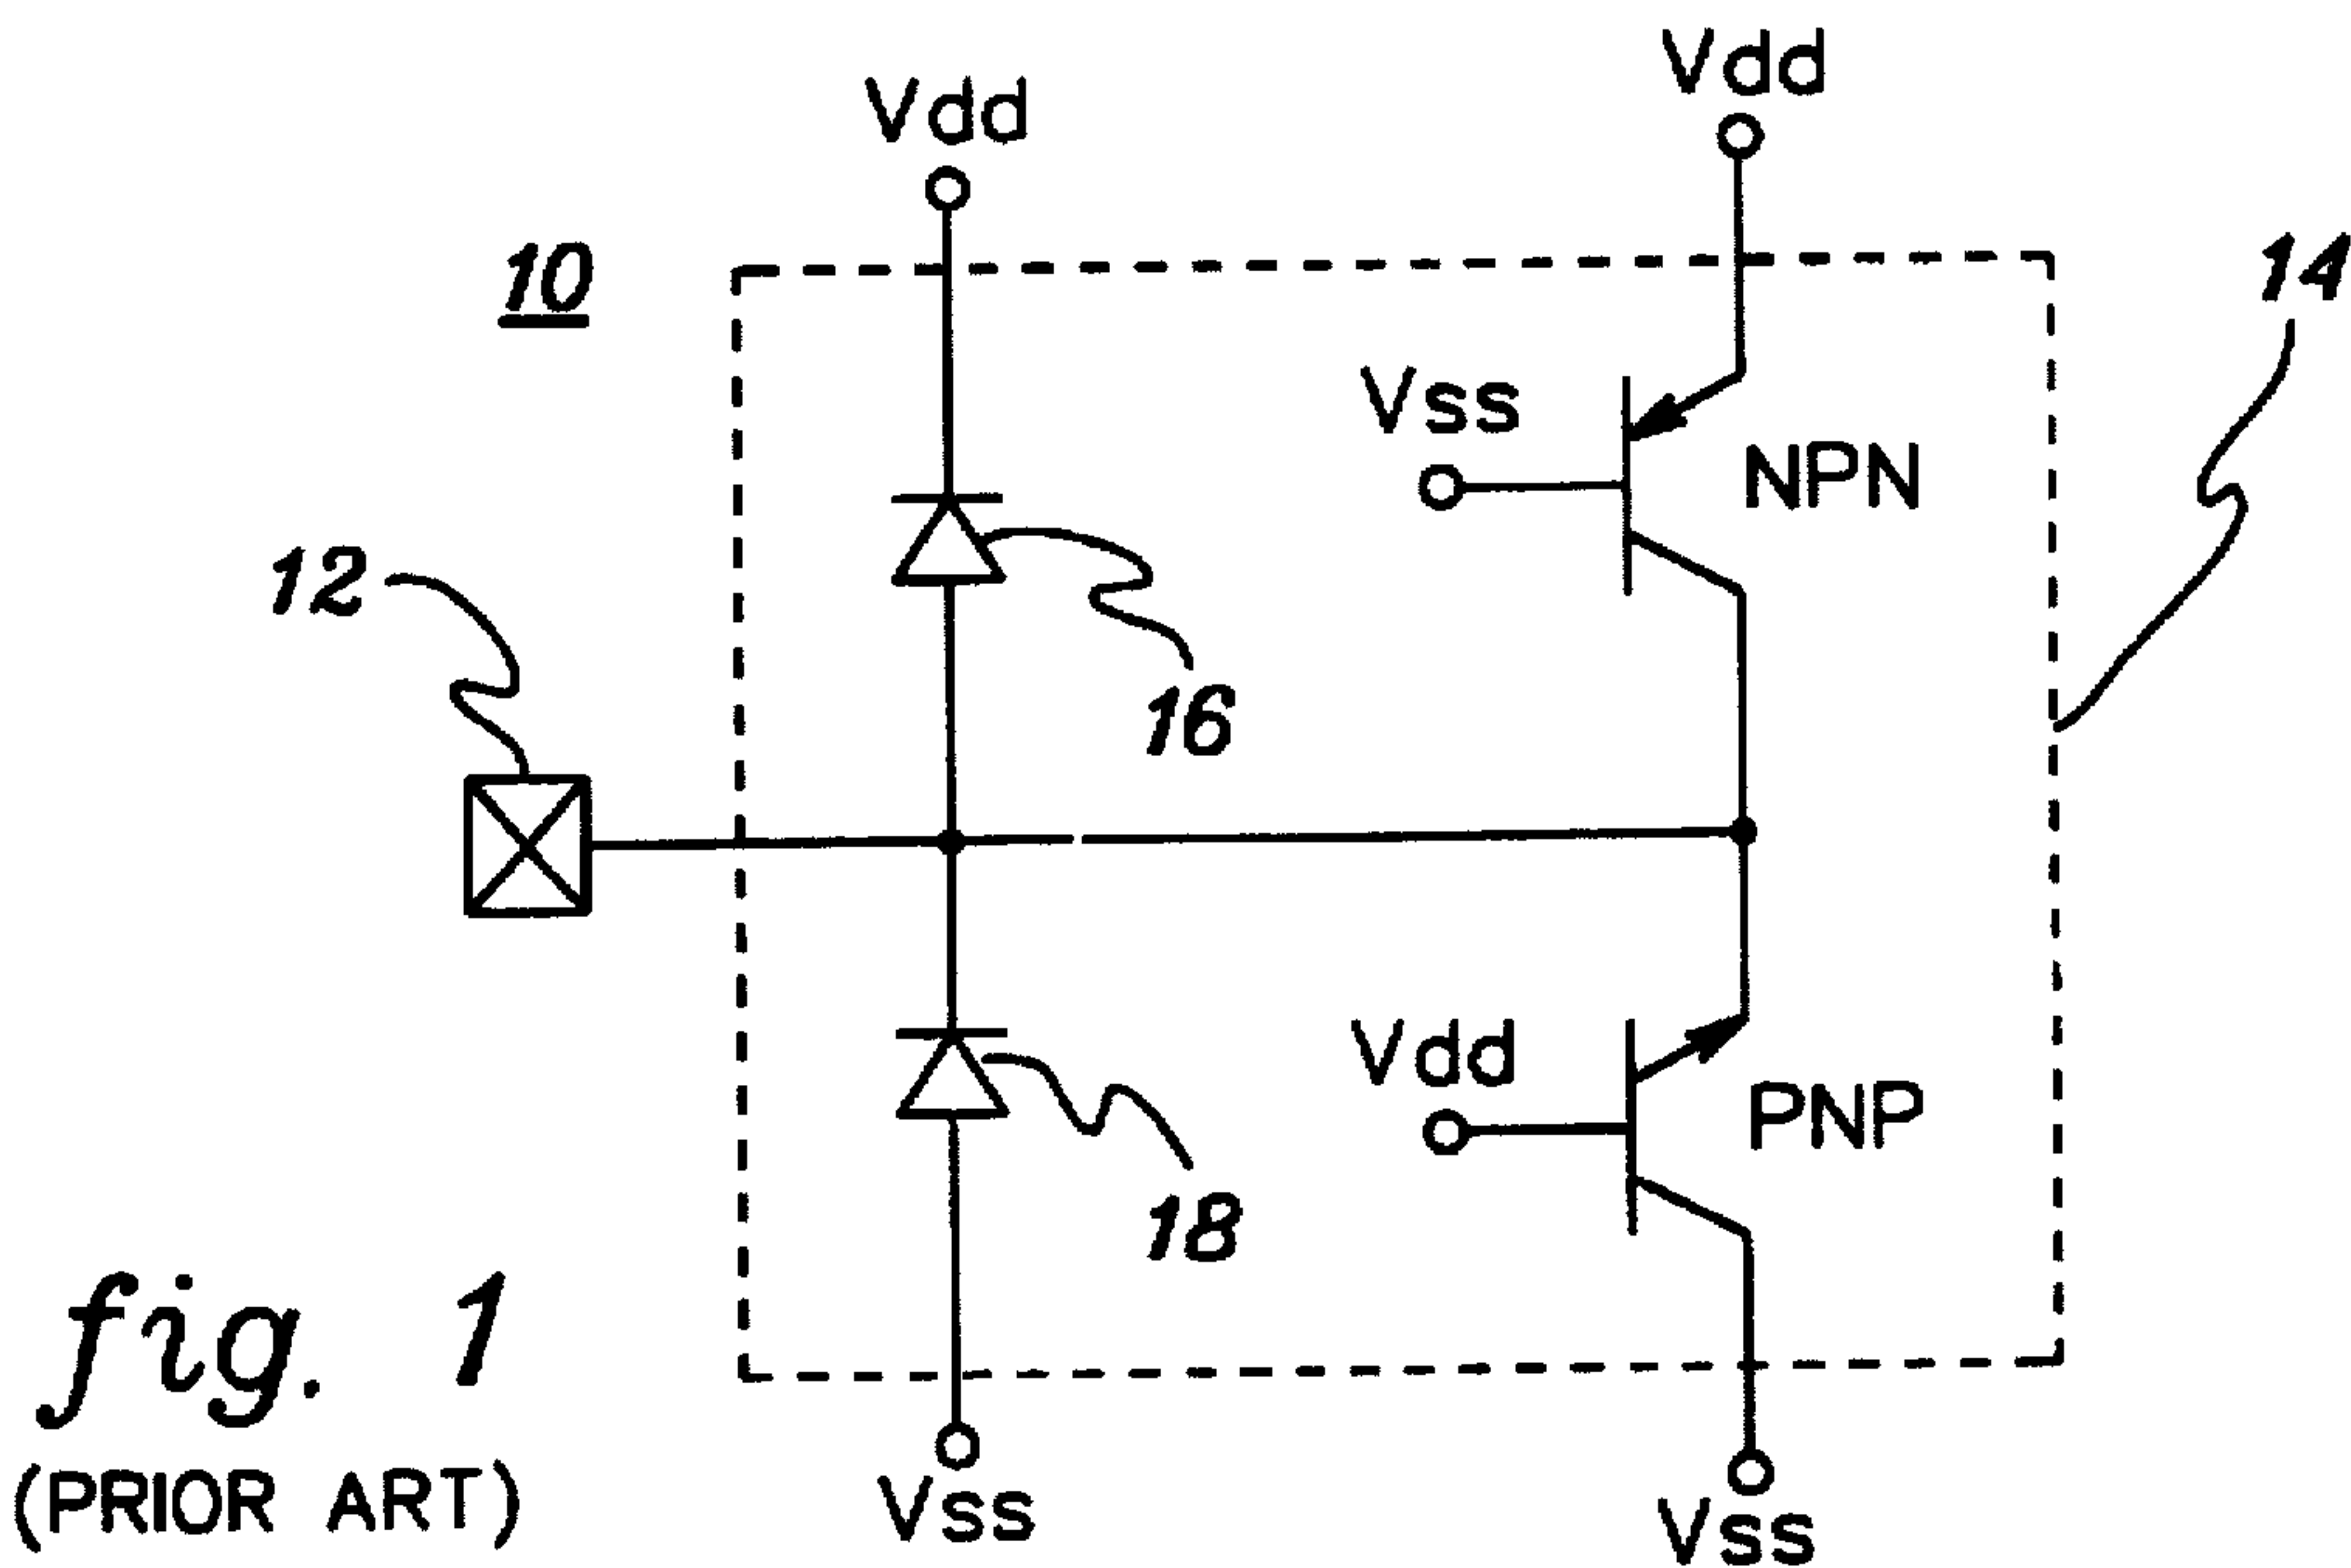 Vdd
Vdd
10
14
Vss
NPN
12
16
Vdd
PNP
18
fig. 1
(PRIOR ART)
Vss
Vss